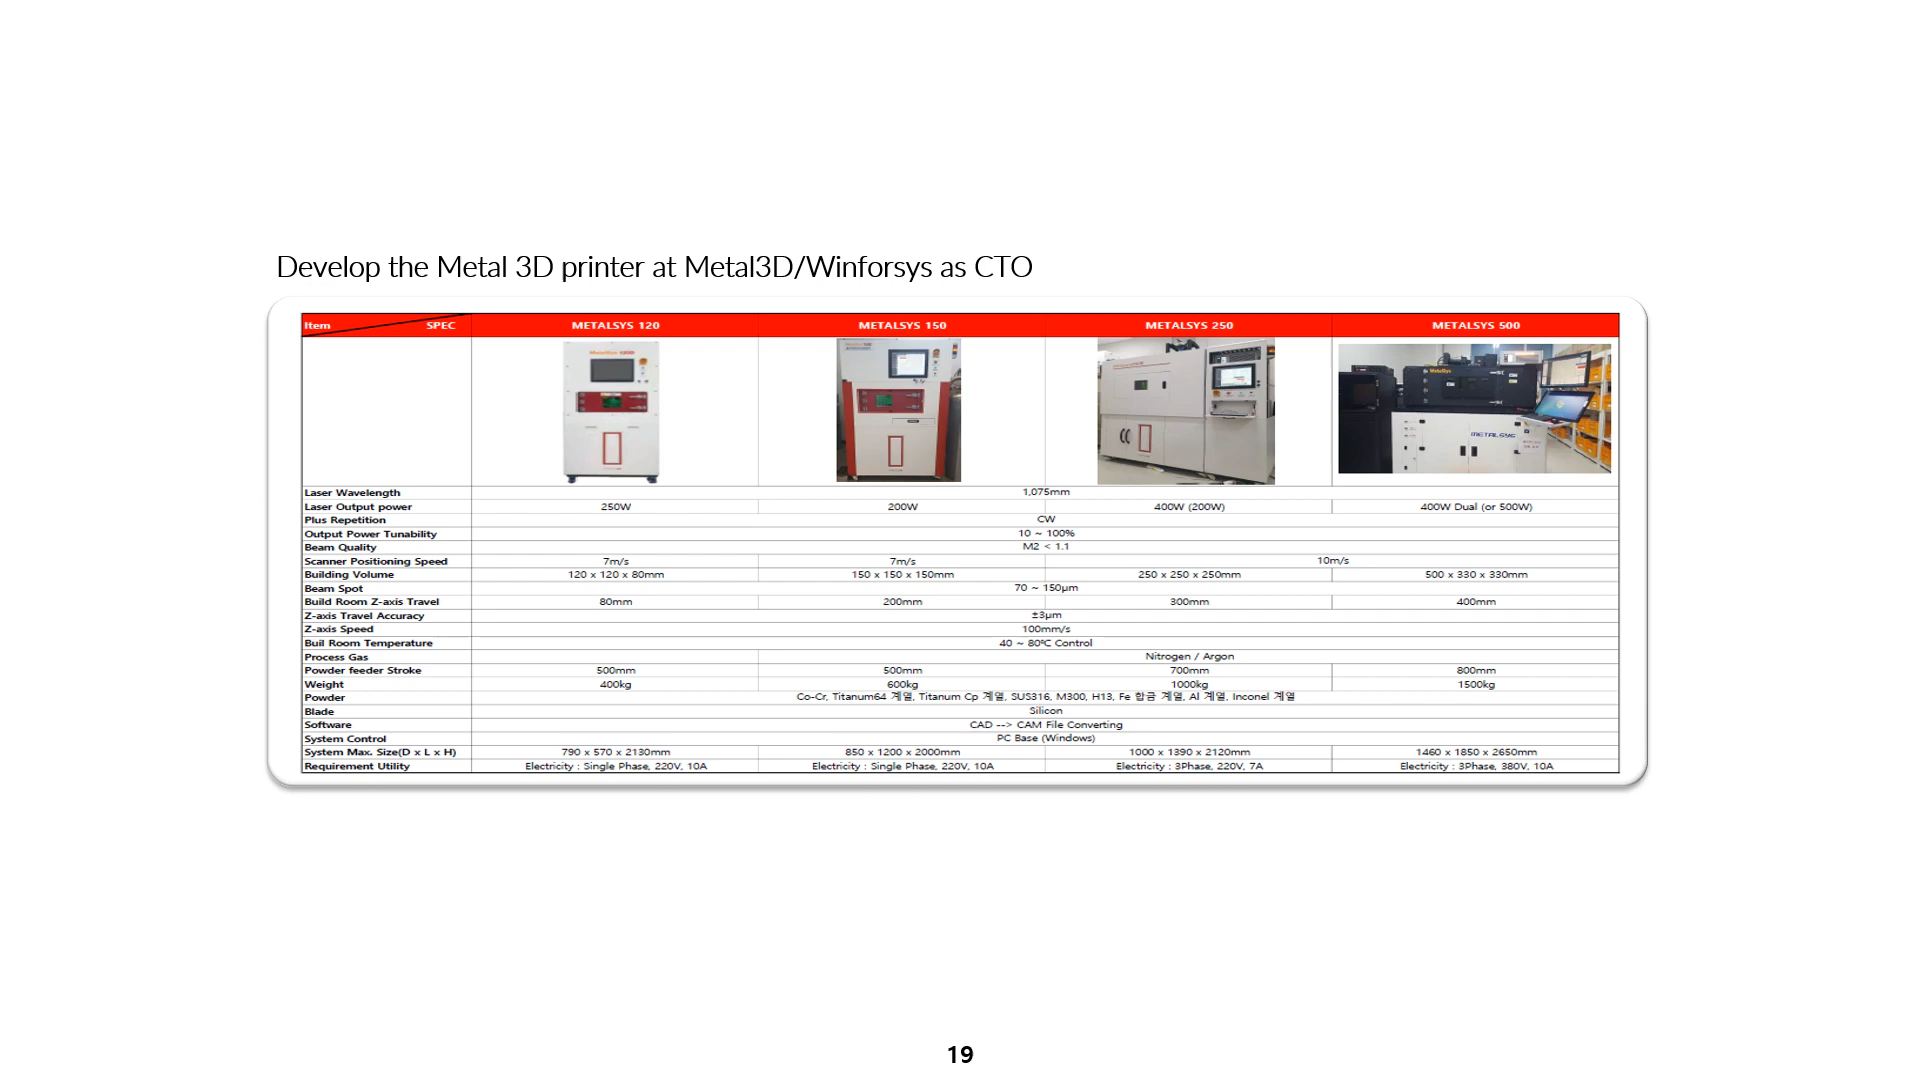 Develop the Metal 3D printer at Metal3D/Winforsys as CTO
Item SPEC METALSYS 120 METALSYS 150 METALSYS 250 METALSYS 500
MetalSys
METALSYS
Laser Wavelength 1,075mm
Laser Output power 250W 200W 400W (200W) 400W Dual (or 500W)
Plus Repetition CW
Output Power Tunability 10 ~ 100%
Beam Quality M2 < 1.1
Scanner Positioning Speed 7m/s 7m/s 10m/s
Building Volume 120 x 120 x 80mm 150 x 150 x 150mm 250 x 250 x 250mm 500 x 330 x 330mm
Beam Spot 70 ~ 150μm
Build Room Z-axis Travel 80mm 200mm 300mm 400mm
Z-axis Travel Accuracy ±3μm
Z-axis Speed 100mm/s
Buil Room Temperature 40 ~ 80℃ Control
Process Gas Nitrogen / Argon
Powder feeder Stroke 500mm 500mm 700mm 800mm
Weight 400kg 600kg 1000kg 1500kg
Powder Co-Cr, Titanum64 계열, Titanum Cp 계열, SUS316, M300, H13, Fe 합금 계열, Al 계열, Inconel 계열
Blade Silicon
Software CAD --> CAM File Converting
System Control PC Base (Windows)
System Max. Size(D x L x H) 790 x 570 x 2130mm 850 x 1200 x 2000mm 1000 x 1390 x 2120mm 1460 x 1850 x 2650mm
Requirement Utility Electricity : Single Phase, 220V, 10A Electricity : Single Phase, 220V, 10A Electricity : 3Phase, 220V, 7A Electricity : 3Phase, 380V, 10A
19